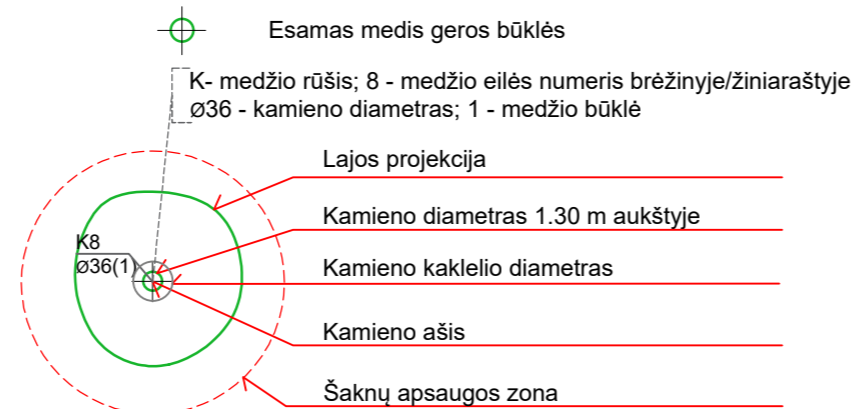 Esamas medis geros būklės
K- medžio rūšis; 8 - medžio eilės numeris brėžinyje/žiniaraštyje
Ø36 - kamieno diametras; 1 - medžio būklė
Lajos projekcija
Kamieno diametras 1.30 m aukštyje
K8
Ø36(1)
Kamieno kaklelio diametras
Kamieno ašis
Šaknų apsaugos zona